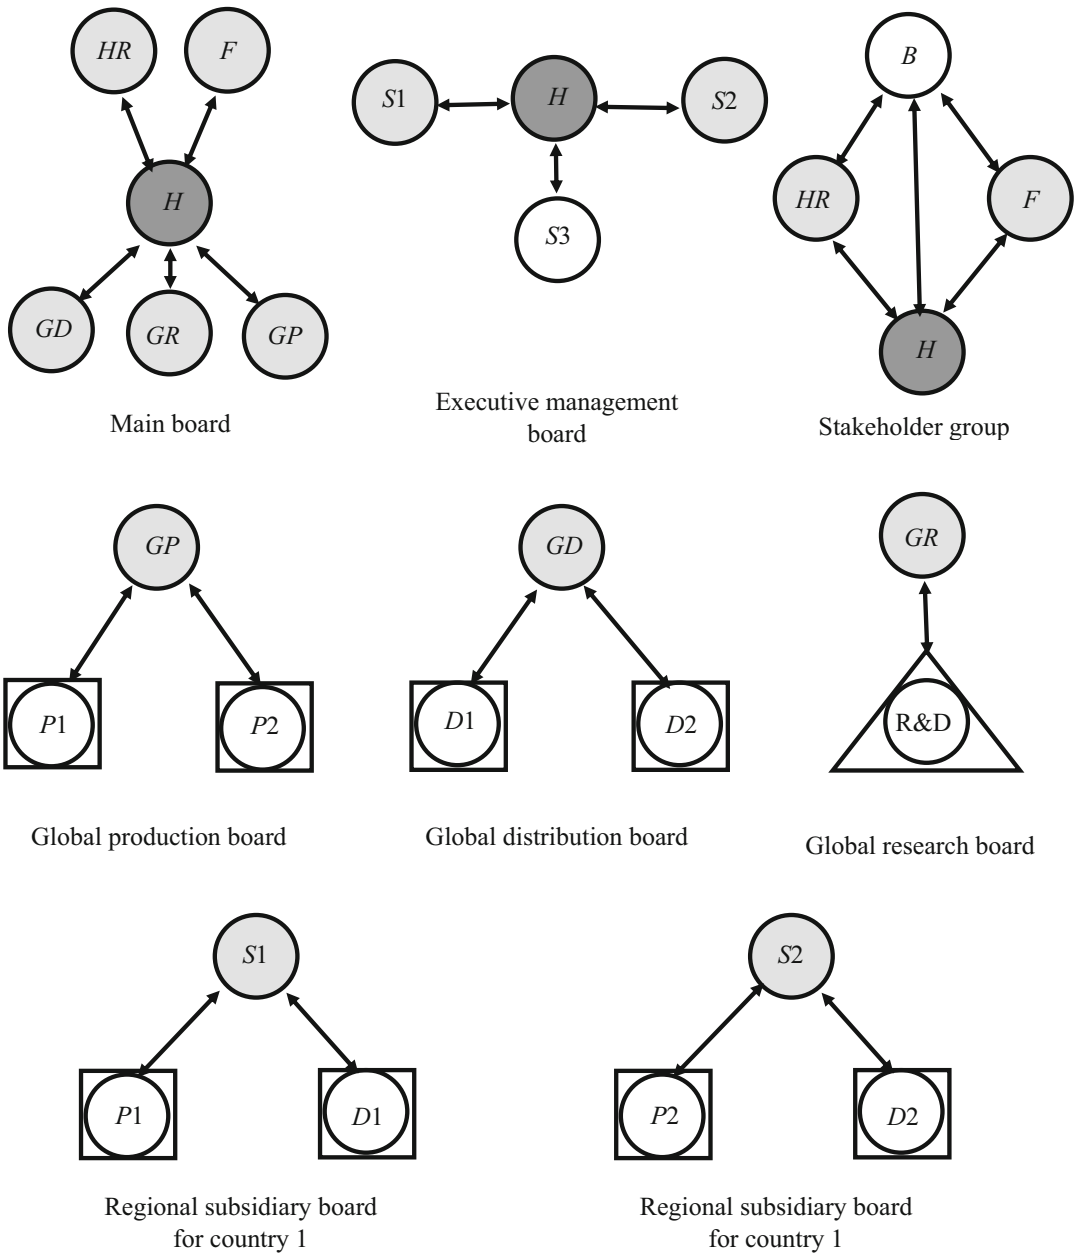 HR
F
H
GD
GR
GP
Main board
S1
H
S2
S3
Executive management
board
B
HR
F
H
Stakeholder group
GP
P1
P2
Global production board
GD
D1
D2
Global distribution board
GR
R&D
Global research board
S1
P1
D1
Regional subsidiary board
for country 1
S2
P2
D2
Regional subsidiary board
for country 1